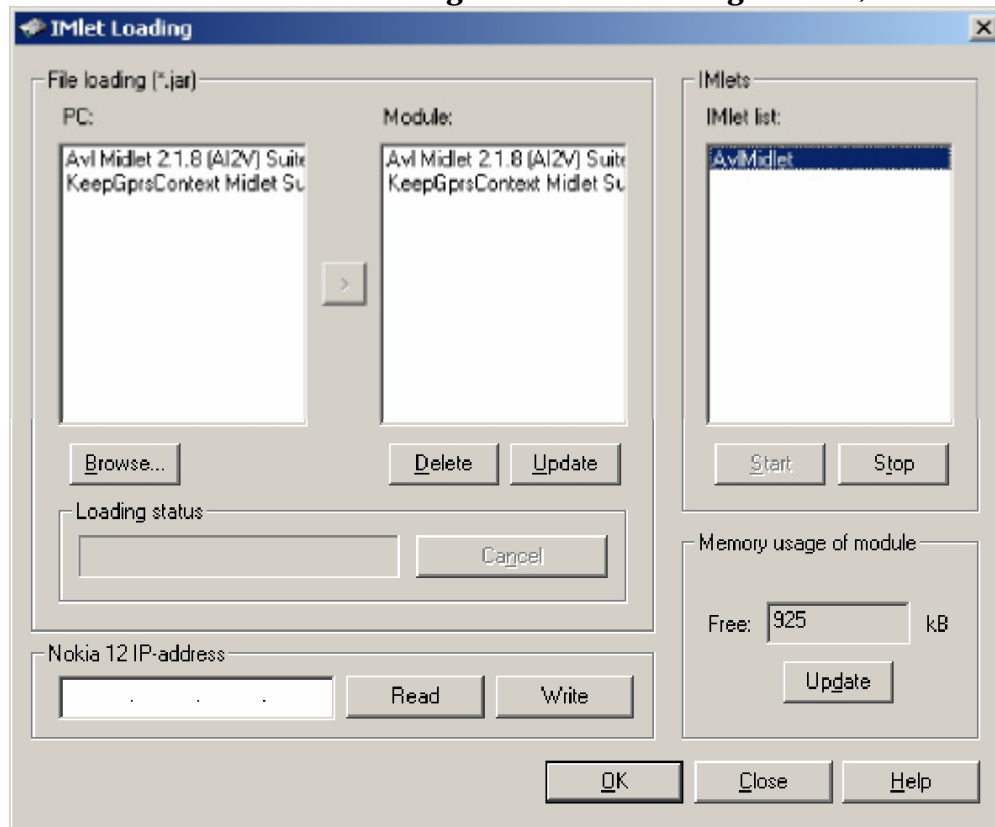 IMlet Loading
File loading (*.jar)
PC:
Module:
Avl Midlet 2.1.8 (AI2V) Suite
KeepGprsContext Midlet Su
Avl Midlet 2.1.8 (AI2V) Suite
KeepGprsContext Midlet Su
>
Browse...
Delete
Update
Loading status
Cancel
Nokia 12 IP-address
. . .
Read
Write
IMlets
IMlet list:
AvlMidlet
Start
Stop
Memory usage of module
Free: 925 kB
Update
OK
Close
Help